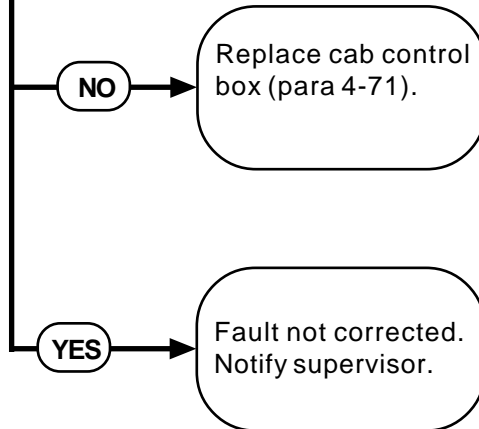 NO
Replace cab control
box (para 4-71).
YES
Fault not corrected.
Notify supervisor.